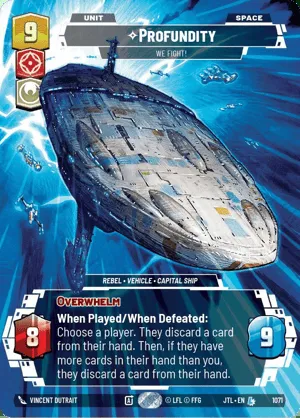 9
UNIT
SPACE
PROFUNDITY
WE FIGHT!
REBEL • VEHICLE • CAPITAL SHIP
OVERWHELM
When Played/When Defeated:
Choose a player. They discard a card
from their hand. Then, if they have
more cards in their hand than you,
they discard a card from their hand.
8
9
VINCENT DUTRAIT
© LFL © FFG
JTL • EN
1071